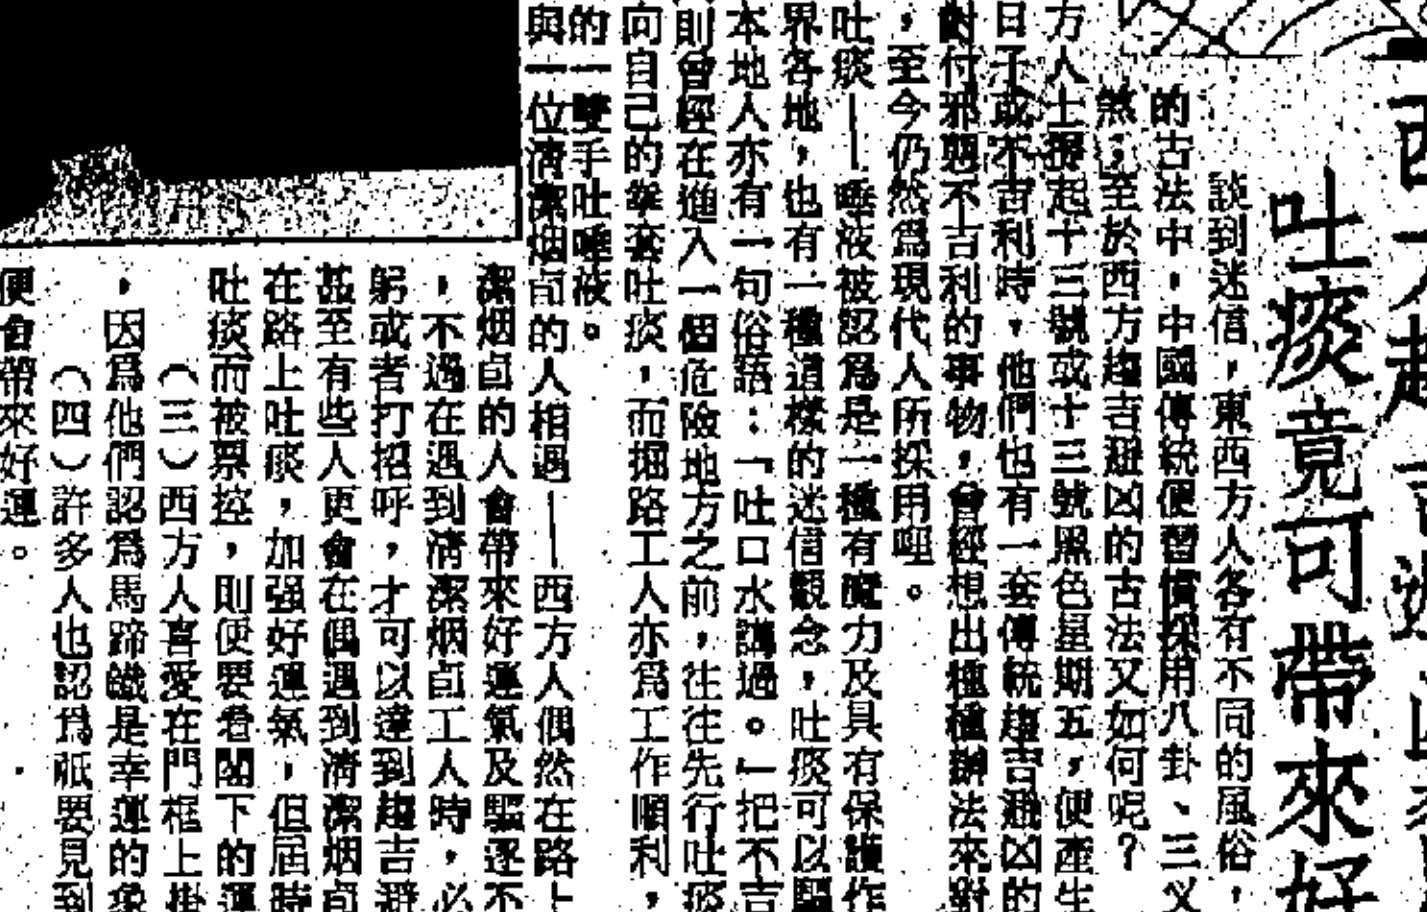 吐痰竟可帶來好
談到迷信，東西方人各有不同的風俗，
的古法中，中國傳統便習慣採用八卦、三叉
煞；至於西方趨吉避凶的古法又如何呢？
方人士提起十三號或十三號黑色星期五，便產生
日子或不吉利時，他們也有一套傳統趨吉避凶的
對付邪惡不吉利的事物，會經想出種種辦法來對
，至今仍然爲現代人所採用哩。
吐痰——唾液被認爲是一種有魔力及具有保護作
界各地，也有一種這樣的迷信觀念，吐痰可以驅
本地人亦有一句俗語：「吐口水講過。」把不吉
則會經在進入一個危險地方之前，往往先行吐痰
向自己的拳套吐痰，而掘路工人亦爲工作順利，
的一雙手吐唾液。
與一位清潔烟囱的人相遇——西方人偶然在路上
潔烟囱的人會帶來好運氣及驅逐不
，不過在遇到清潔烟囱工人時，必
躬或者打招呼，才可以達到趨吉避
甚至有些人更會在偶遇到清潔烟囱
在路上吐痰，加强好運氣，但屆時
吐痰而被票控，則便要看閣下的運
（三）西方人喜愛在門框上掛
，因爲他們認爲馬蹄鐵是幸運的象
（四）許多人也認爲祇要見到
便會帶來好運。